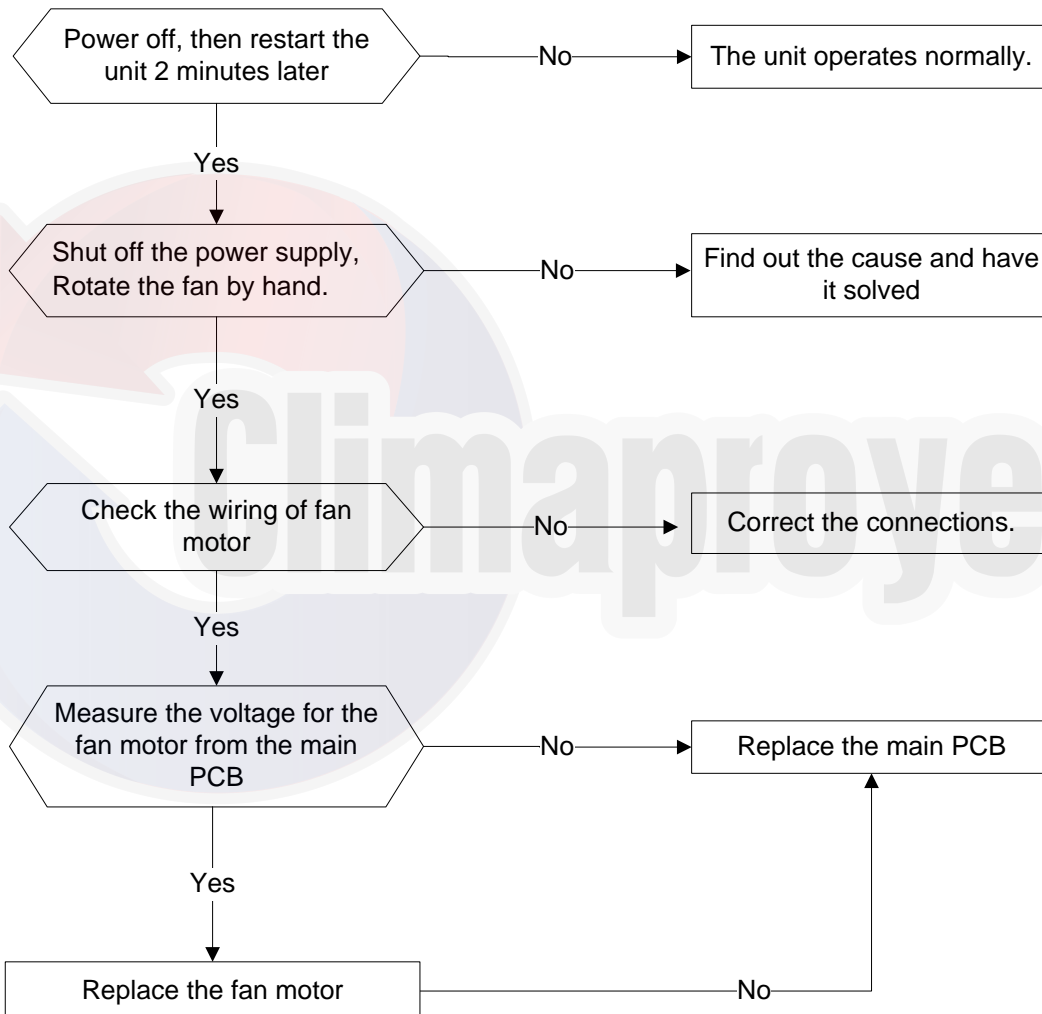 Power off, then restart the
unit 2 minutes later
No
The unit operates normally.
Yes
Shut off the power supply,
Rotate the fan by hand.
No
Find out the cause and have
it solved
Yes
Climaproye
Check the wiring of fan
motor
No
Correct the connections.
Yes
Measure the voltage for the
fan motor from the main
PCB
No
Replace the main PCB
Yes
Replace the fan motor
No